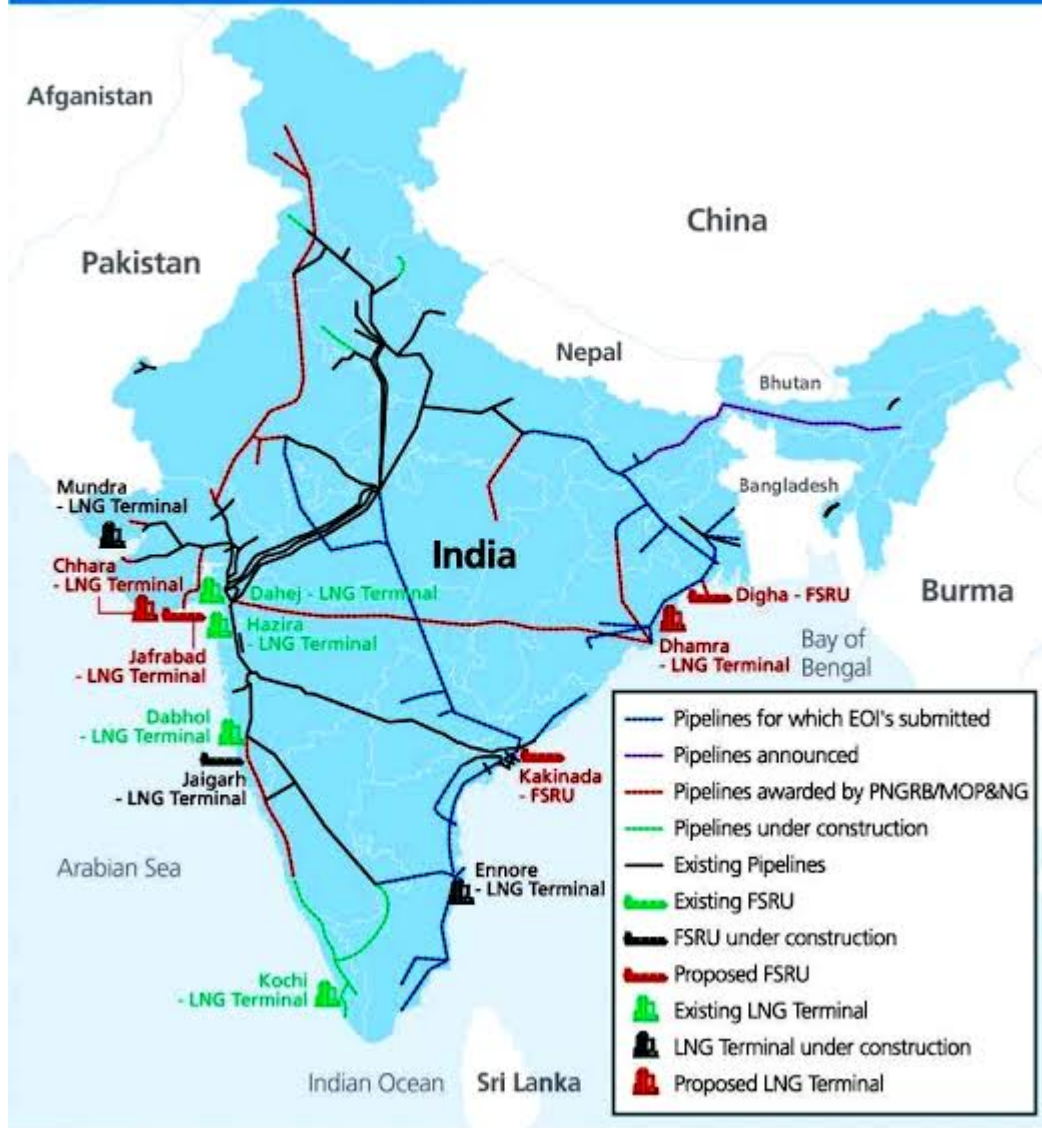 Afganistan
China
Pakistan
Nepal
Bhutan
Bangladesh
Mundra
- LNG Terminal
India
Chhara
- LNG Terminal
Dahej - LNG Terminal
Digha - FSRU
Burma
Hazira
- LNG Terminal
Jafrabad
- LNG Terminal
Dhamra
- LNG Terminal
Bay of
Bengal
Dabhol
- LNG Terminal
Jaigarh
- LNG Terminal
Kakinada
- FSRU
Arabian Sea
Ennore
- LNG Terminal
Kochi
- LNG Terminal
Indian Ocean
Sri Lanka
Pipelines for which EOI's submitted
Pipelines announced
Pipelines awarded by PNGRB/MOP&NG
Pipelines under construction
Existing Pipelines
Existing FSRU
FSRU under construction
Proposed FSRU
Existing LNG Terminal
LNG Terminal under construction
Proposed LNG Terminal